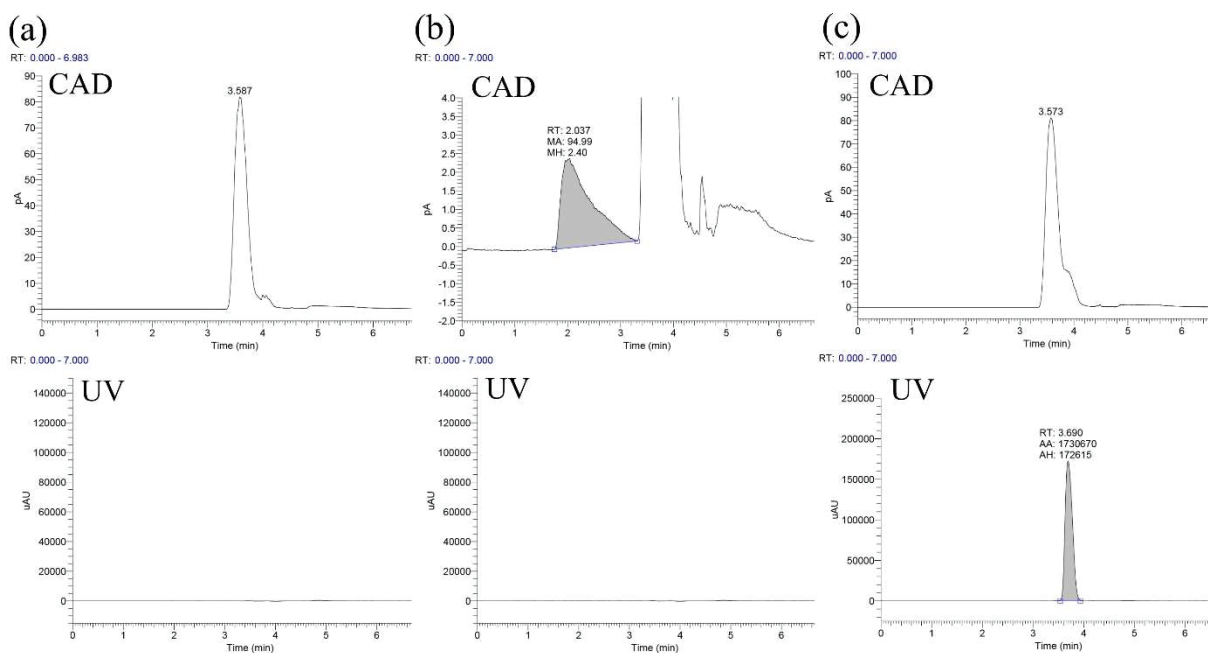 (a)
RT: 0.000 - 6.983
CAD
3.587
90
80
70
60
50
40
30
20
10
0
pA
0 1 2 3 4 5 6
Time (min)
(b)
RT: 0.000 - 7.000
CAD
RT: 2.037
MA: 94.99
MH: 2.40
4.0
3.5
3.0
2.5
2.0
1.5
1.0
0.5
0.0
-0.5
-1.0
-1.5
-2.0
pA
0 1 2 3 4 5 6
Time (min)
(c)
RT: 0.000 - 7.000
CAD
3.573
100
90
80
70
60
50
40
30
20
10
0
pA
0 1 2 3 4 5 6
Time (min)
RT: 0.000 - 7.000
UV
140000
120000
100000
80000
60000
40000
20000
0
uAU
0 1 2 3 4 5 6
Time (min)
RT: 0.000 - 7.000
UV
140000
120000
100000
80000
60000
40000
20000
0
uAU
0 1 2 3 4 5 6
Time (min)
RT: 0.000 - 7.000
UV
RT: 3.690
AA: 1730670
AH: 172615
250000
200000
150000
100000
50000
0
uAU
0 1 2 3 4 5 6
Time (min)